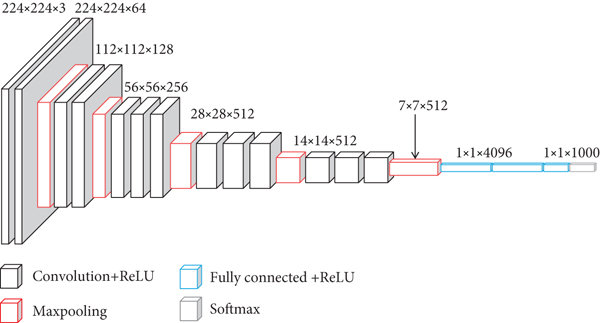 224×224×3 224×224×64
112×112×128
56×56×256
28×28×512
14×14×512
7×7×512
1×1×4096 1×1×1000
Convolution+ReLU
Fully connected +ReLU
Maxpooling
Softmax